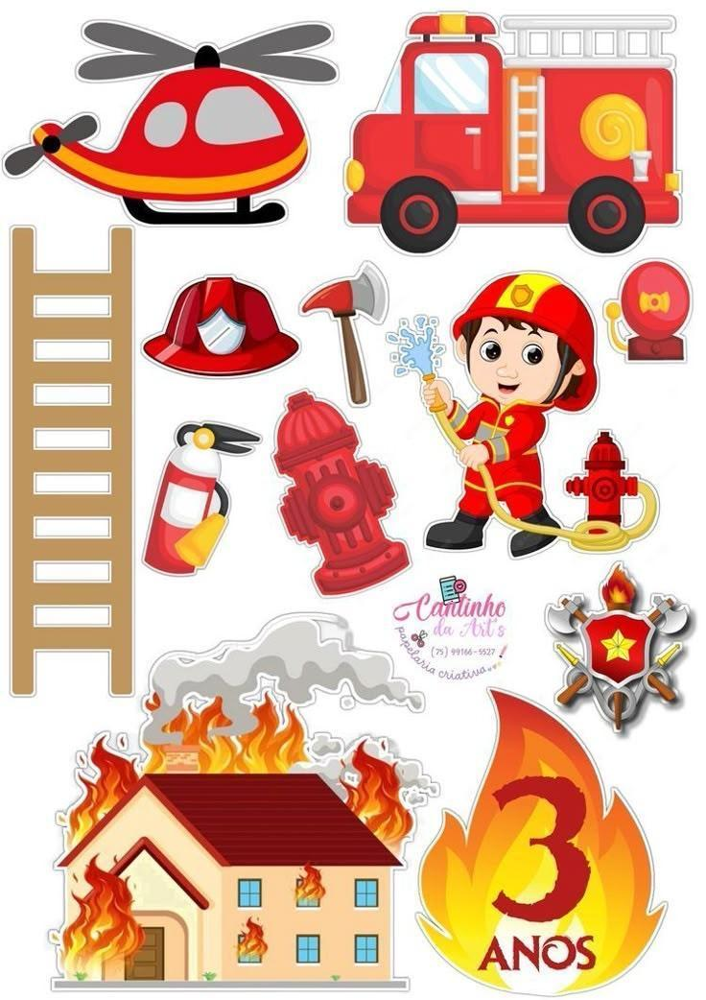 Cantinho
da Art's
(75) 99166-5527
papelaria criativa
3
ANOS